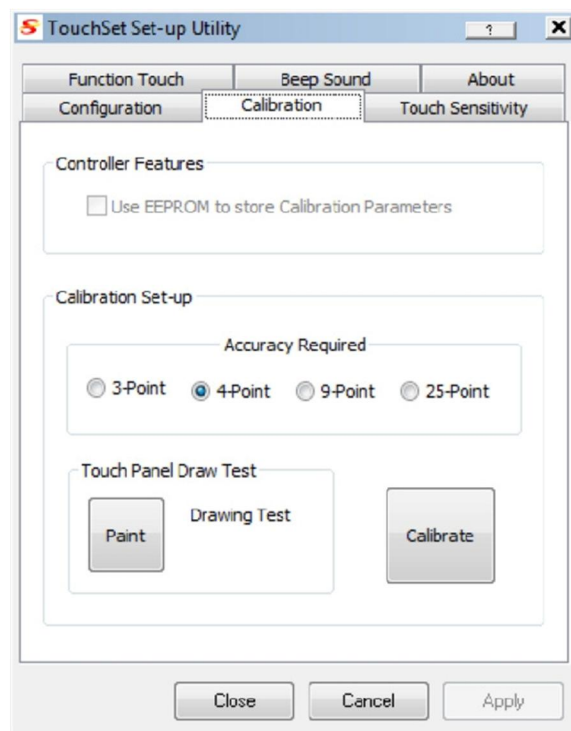 TouchSet Set-up Utility
?
Function Touch Beep Sound About
Configuration Calibration Touch Sensitivity
Controller Features
Use EEPROM to store Calibration Parameters
Calibration Set-up
Accuracy Required
3-Point 4-Point 9-Point 25-Point
Touch Panel Draw Test
Paint Drawing Test
Calibrate
Close Cancel Apply